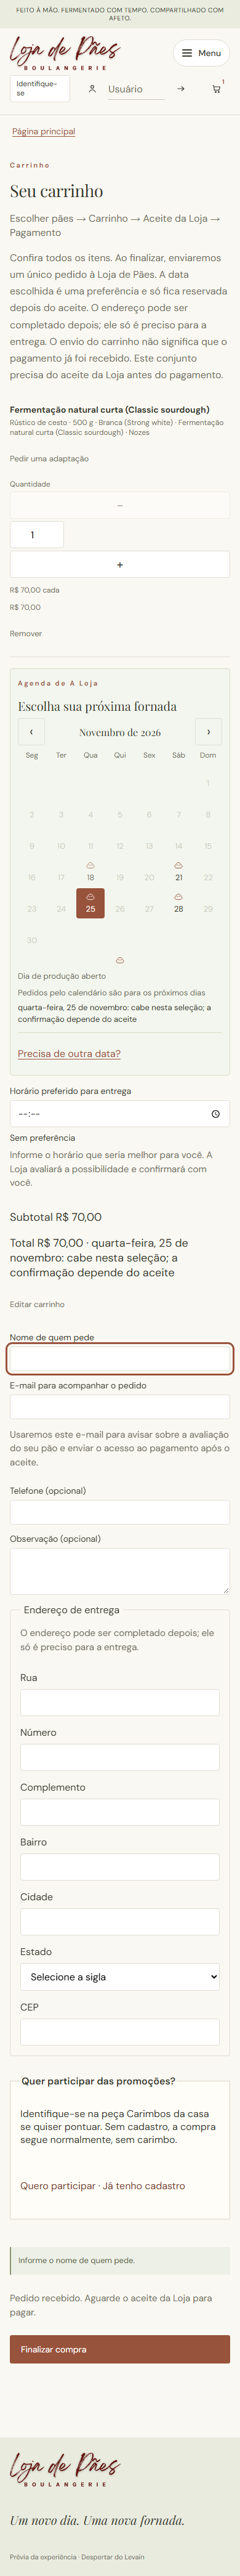 FEITO À MÃO. FERMENTADO COM TEMPO. COMPARTILHADO COM
AFETO.
Loja de Pães
BOULANGERIE
Menu
Identifique-
se
Usuário
→
1
Página principal
Carrinho
Seu carrinho
Escolher pães → Carrinho → Aceite da Loja →
Pagamento
Confira todos os itens. Ao finalizar, enviaremos
um único pedido à Loja de Pães. A data
escolhida é uma preferência e só fica reservada
depois do aceite. O endereço pode ser
completado depois; ele só é preciso para a
entrega. O envio do carrinho não significa que o
pagamento já foi recebido. Este conjunto
precisa do aceite da Loja antes do pagamento.
Fermentação natural curta (Classic sourdough)
Rústico de cesto · 500 g · Branca (Strong white) · Fermentação
natural curta (Classic sourdough) · Nozes
Pedir uma adaptação
Quantidade
−
1
+
R$ 70,00 cada
R$ 70,00
Remover
Agenda de A Loja
Escolha sua próxima fornada
‹ Novembro de 2026 ›
Seg Ter Qua Qui Sex Sáb Dom
1
2 3 4 5 6 7 8
9 10 11 12 13 14 15
16 17 18 19 20 21 22
23 24 25 26 27 28 29
30
Dia de produção aberto
Pedidos pelo calendário são para os próximos dias
quarta-feira, 25 de novembro: cabe nesta seleção; a
confirmação depende do aceite
Precisa de outra data?
Horário preferido para entrega
--:--
Sem preferência
Informe o horário que seria melhor para você. A
Loja avaliará a possibilidade e confirmará com
você.
Subtotal R$ 70,00
Total R$ 70,00 · quarta-feira, 25 de
novembro: cabe nesta seleção; a
confirmação depende do aceite
Editar carrinho
Nome de quem pede
E-mail para acompanhar o pedido
Usaremos este e-mail para avisar sobre a avaliação
do seu pão e enviar o acesso ao pagamento após o
aceite.
Telefone (opcional)
Observação (opcional)
Endereço de entrega
O endereço pode ser completado depois; ele
só é preciso para a entrega.
Rua
Número
Complemento
Bairro
Cidade
Estado
Selecione a sigla
CEP
Quer participar das promoções?
Identifique-se na peça Carimbos da casa
se quiser pontuar. Sem cadastro, a compra
segue normalmente, sem carimbo.
Quero participar · Já tenho cadastro
Informe o nome de quem pede.
Pedido recebido. Aguarde o aceite da Loja para
pagar.
Finalizar compra
Loja de Pães
BOULANGERIE
Um novo dia. Uma nova fornada.
Prévia da experiência · Despertar do Levain